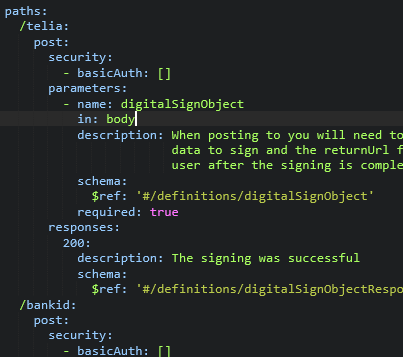 paths:
/telia:
post:
security:
- basicAuth: []
parameters:
- name: digitalSignObject
in: body
description: When posting to you will need to
data to sign and the returnUrl f
user after the signing is comple
schema:
$ref: '#/definitions/digitalSignObject'
required: true
responses:
200:
description: The signing was successful
schema:
$ref: '#/definitions/digitalSignObjectRespo
/bankid:
post:
security:
- basicAuth: []